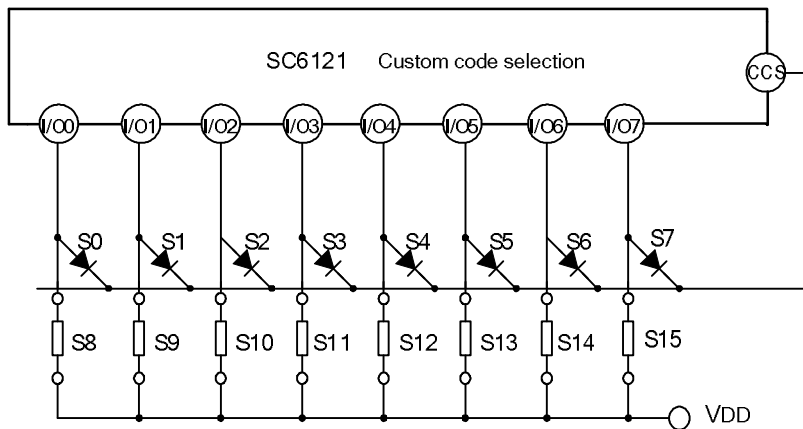 SC6121 Custom code selection
CCS
I/O0 I/O1 I/O2 I/O3 I/O4 I/O5 I/O6 I/O7
S0 S1 S2 S3 S4 S5 S6 S7
S8 S9 S10 S11 S12 S13 S14 S15
VDD